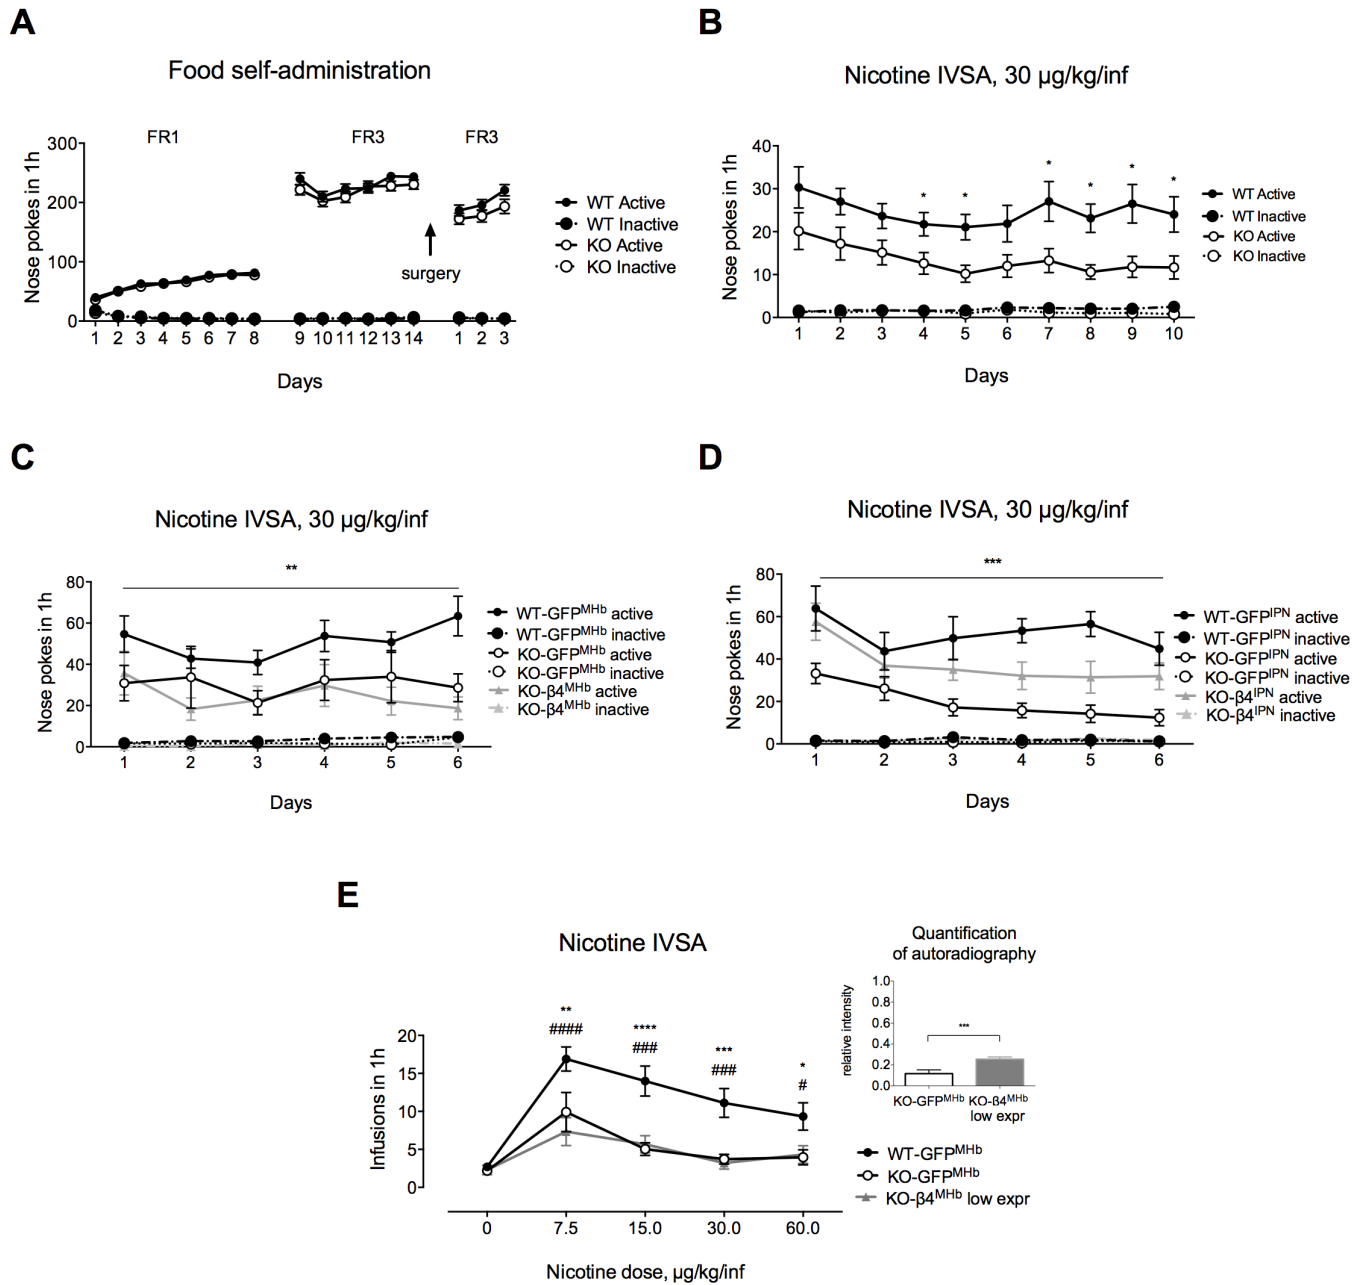 A
Food self-administration
FR1
FR3
FR3
Nose pokes in 1h
300
200
100
0
1 2 3 4 5 6 7 8 9 10 11 12 13 14 1 2 3
Days
surgery
WT Active
WT Inactive
KO Active
KO Inactive
B
Nicotine IVSA, 30 µg/kg/inf
Nose pokes in 1h
40
30
20
10
0
* * * * * *
1 2 3 4 5 6 7 8 9 10
Days
WT Active
WT Inactive
KO Active
KO Inactive
C
Nicotine IVSA, 30 µg/kg/inf
Nose pokes in 1h
80
60
40
20
0
**
1 2 3 4 5 6
Days
WT-GFPMHb active
WT-GFPMHb inactive
KO-GFPMHb active
KO-GFPMHb inactive
KO-β4MHb active
KO-β4MHb inactive
D
Nicotine IVSA, 30 µg/kg/inf
Nose pokes in 1h
80
60
40
20
0
***
1 2 3 4 5 6
Days
WT-GFPIPN active
WT-GFPIPN inactive
KO-GFPIPN active
KO-GFPIPN inactive
KO-β4IPN active
KO-β4IPN inactive
E
Nicotine IVSA
Infusions in 1h
20
15
10
5
0
** **** *** *
#### ### ### #
0 7.5 15.0 30.0 60.0
Nicotine dose, µg/kg/inf
Quantification
of autoradiography
relative intensity
1.0
0.8
0.6
0.4
0.2
0.0
***
KO-GFPMHb KO-ß4MHb
low expr
WT-GFPMHb
KO-GFPMHb
KO-β4MHb low expr